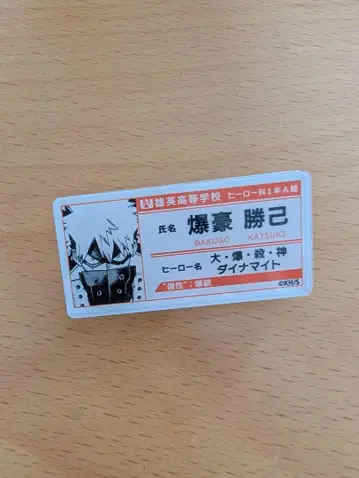 雄英高等学校 ヒーロー科1年A組
氏名 爆豪 勝己
BAKUGO KATSUKI
ヒーロー名 大・爆・殺・神
ダイナマイト
"個性":爆破
©KH/S